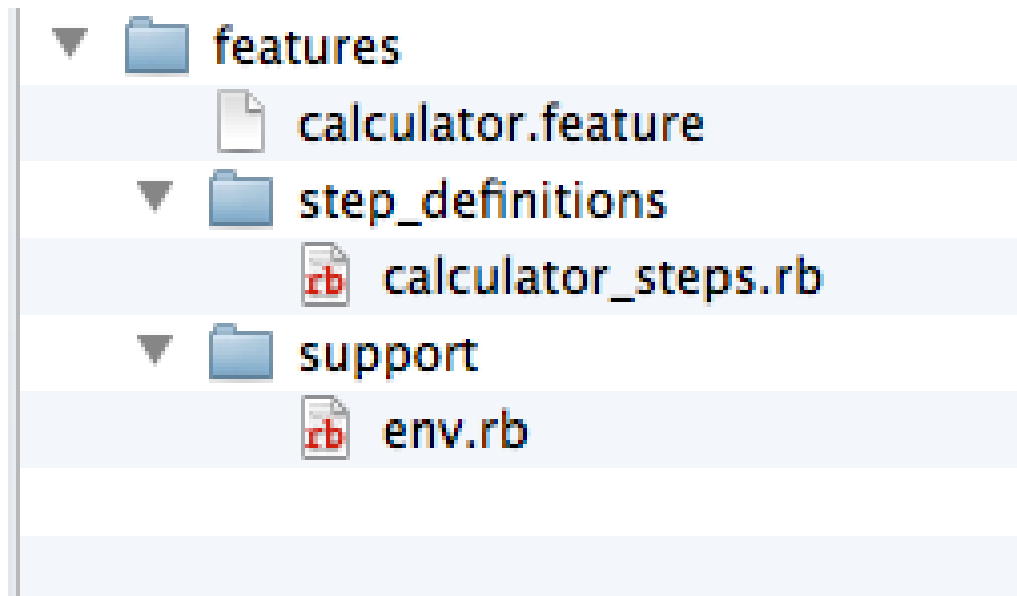 features
calculator.feature
step_definitions
rb calculator_steps.rb
support
rb env.rb